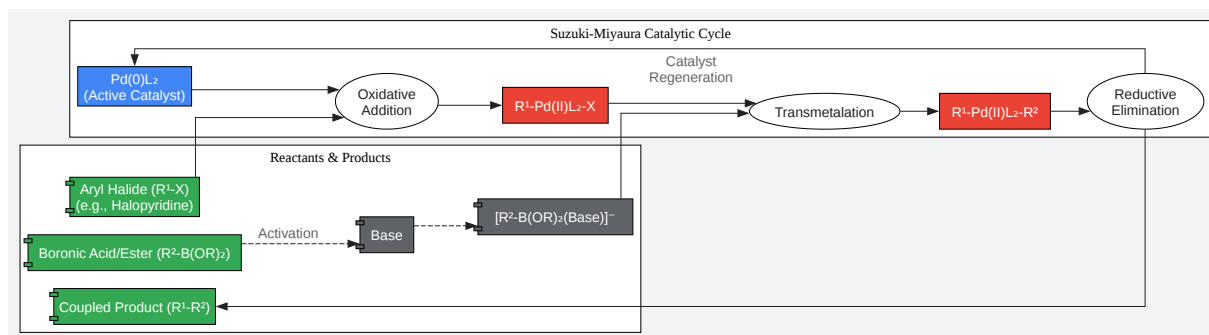 Suzuki-Miyaura Catalytic Cycle
Pd(0)L₂
(Active Catalyst)
Oxidative
Addition
R¹-Pd(II)L₂-X
Catalyst
Regeneration
Transmetalation
R¹-Pd(II)L₂-R²
Reductive
Elimination
Reactants & Products
Aryl Halide (R¹-X)
(e.g., Halopyridine)
Boronic Acid/Ester (R²-B(OR)₂)
Activation
Base
[R²-B(OR)₂(Base)]⁻
Coupled Product (R¹-R²)